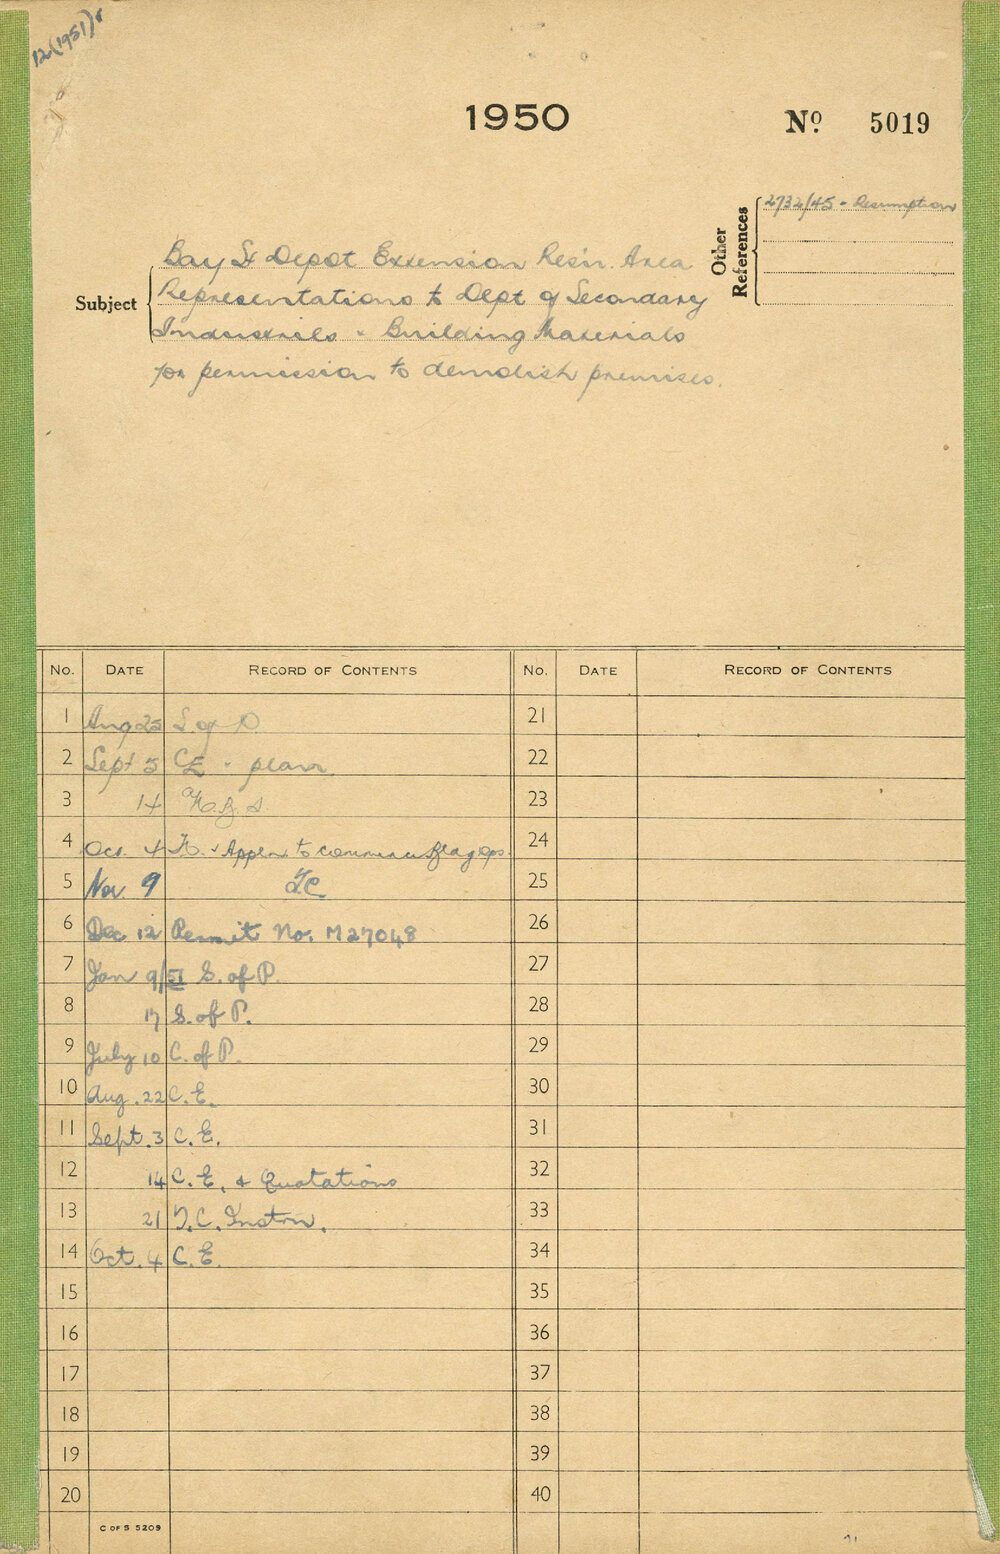 12(1951)
1950
No. 5019
Other References
2732/45 - Resumption
Subject
Bay St Depot Extension Resn. Area
Representations to Dept of Secondary
Industries - Building Materials
for permission to demolish premises.
No. DATE RECORD OF CONTENTS No. DATE RECORD OF CONTENTS
1 Aug 25 S. of P. 21
2 Sept 5 C.E. - plan. 22
3 14 23
4 Oct. 4 24
5 Nov. 9 T.C. 25
6 Dec 12 Permit No. M27048 26
7 Jan 9/51 S. of P. 27
8 17 S. of P. 28
9 July 10 C. of P. 29
10 Aug. 22 C.E. 30
11 Sept. 3 C.E. 31
12 14 C.E. & Quotations 32
13 21 T.C. Instrn. 33
14 Oct. 4 C.E. 34
15 35
16 36
17 37
18 38
19 39
20 40
C OF S 5209